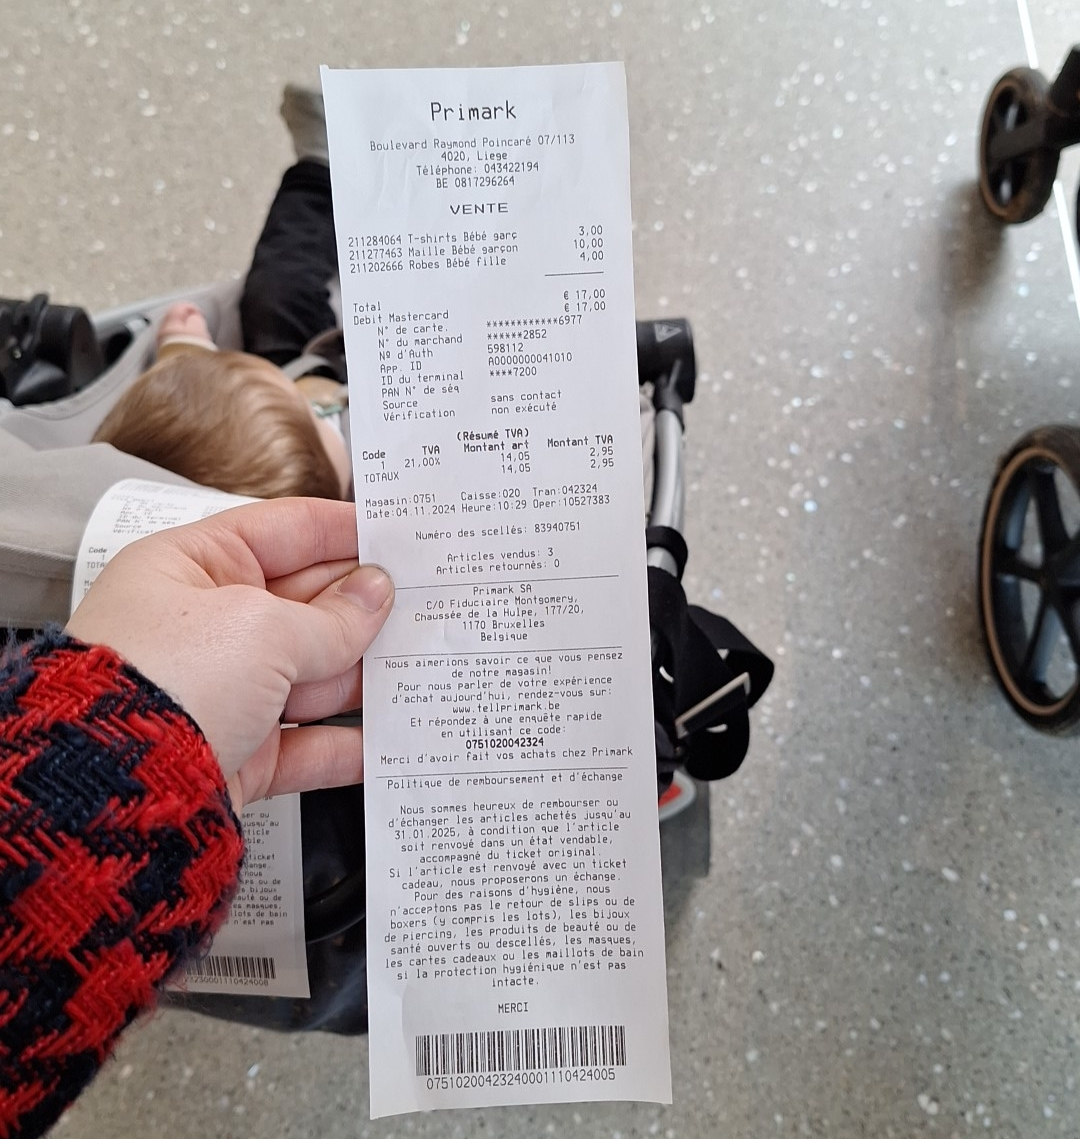 Primark
Boulevard Raymond Poincaré 07/113
4020, Liege
Téléphone: 043422194
BE 0817296264
VENTE
211284064 T-shirts Bébé garç 3,00
211277463 Maille Bébé garçon 10,00
211202666 Robes Bébé fille 4,00
Total € 17,00
Debit Mastercard € 17,00
N° de carte. ************6977
N° du marchand ******2852
Nº d'Auth 598112
App. ID A0000000041010
ID du terminal ****7200
PAN N° de séq
Source sans contact
Vérification non exécuté
(Résumé TVA)
Code TVA Montant art Montant TVA
1 21,00% 14,05 2,95
TOTAUX 14,05 2,95
Magasin:0751 Caisse:020 Tran:042324
Date:04.11.2024 Heure:10:29 Oper:10527383
Numéro des scellés: 83940751
Articles vendus: 3
Articles retournés: 0
Primark SA
C/O Fiduciaire Montgomery,
Chaussée de la Hulpe, 177/20,
1170 Bruxelles
Belgique
Nous aimerions savoir ce que vous pensez
de notre magasin!
Pour nous parler de votre expérience
d'achat aujourd'hui, rendez-vous sur:
www.tellprimark.be
Et répondez à une enquête rapide
en utilisant ce code:
0751020042324
Merci d'avoir fait vos achats chez Primark
Politique de remboursement et d'échange
Nous sommes heureux de rembourser ou
d'échanger les articles achetés jusqu'au
31.01.2025, à condition que l'article
soit renvoyé dans un état vendable,
accompagné du ticket original.
Si l'article est renvoyé avec un ticket
cadeau, nous proposerons un échange.
Pour des raisons d'hygiène, nous
n'acceptons pas le retour de slips ou de
boxers (y compris les lots), les bijoux
de piercing, les produits de beauté ou de
santé ouverts ou descellés, les masques,
les cartes cadeaux ou les maillots de bain
si la protection hygiénique n'est pas
intacte.
MERCI
07510200423240001110424005
Code
1